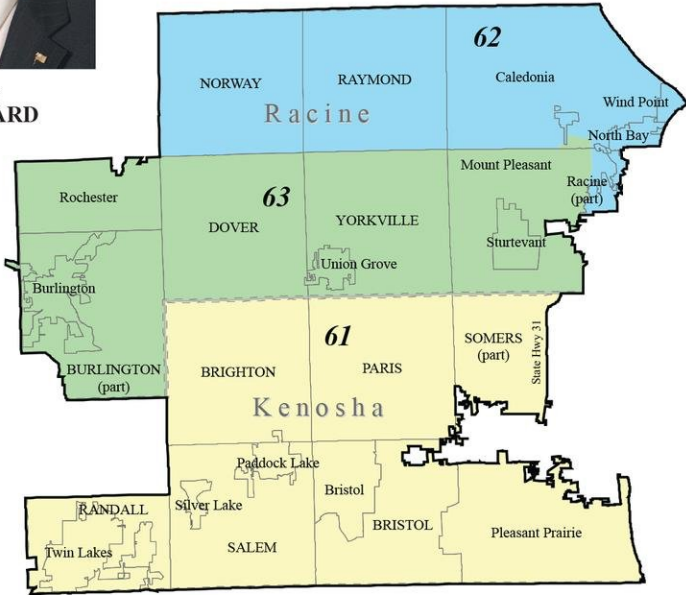 ARD
62
NORWAY
RAYMOND
Caledonia
Wind Point
Racine
North Bay
Mount Pleasant
Rochester
63
Racine
(part)
DOVER
YORKVILLE
Sturtevant
Union Grove
Burlington
61
SOMERS
(part)
State Hwy 31
BURLINGTON
(part)
BRIGHTON
PARIS
Kenosha
Paddock Lake
Bristol
Silver Lake
RANDALL
BRISTOL
Pleasant Prairie
Twin Lakes
SALEM